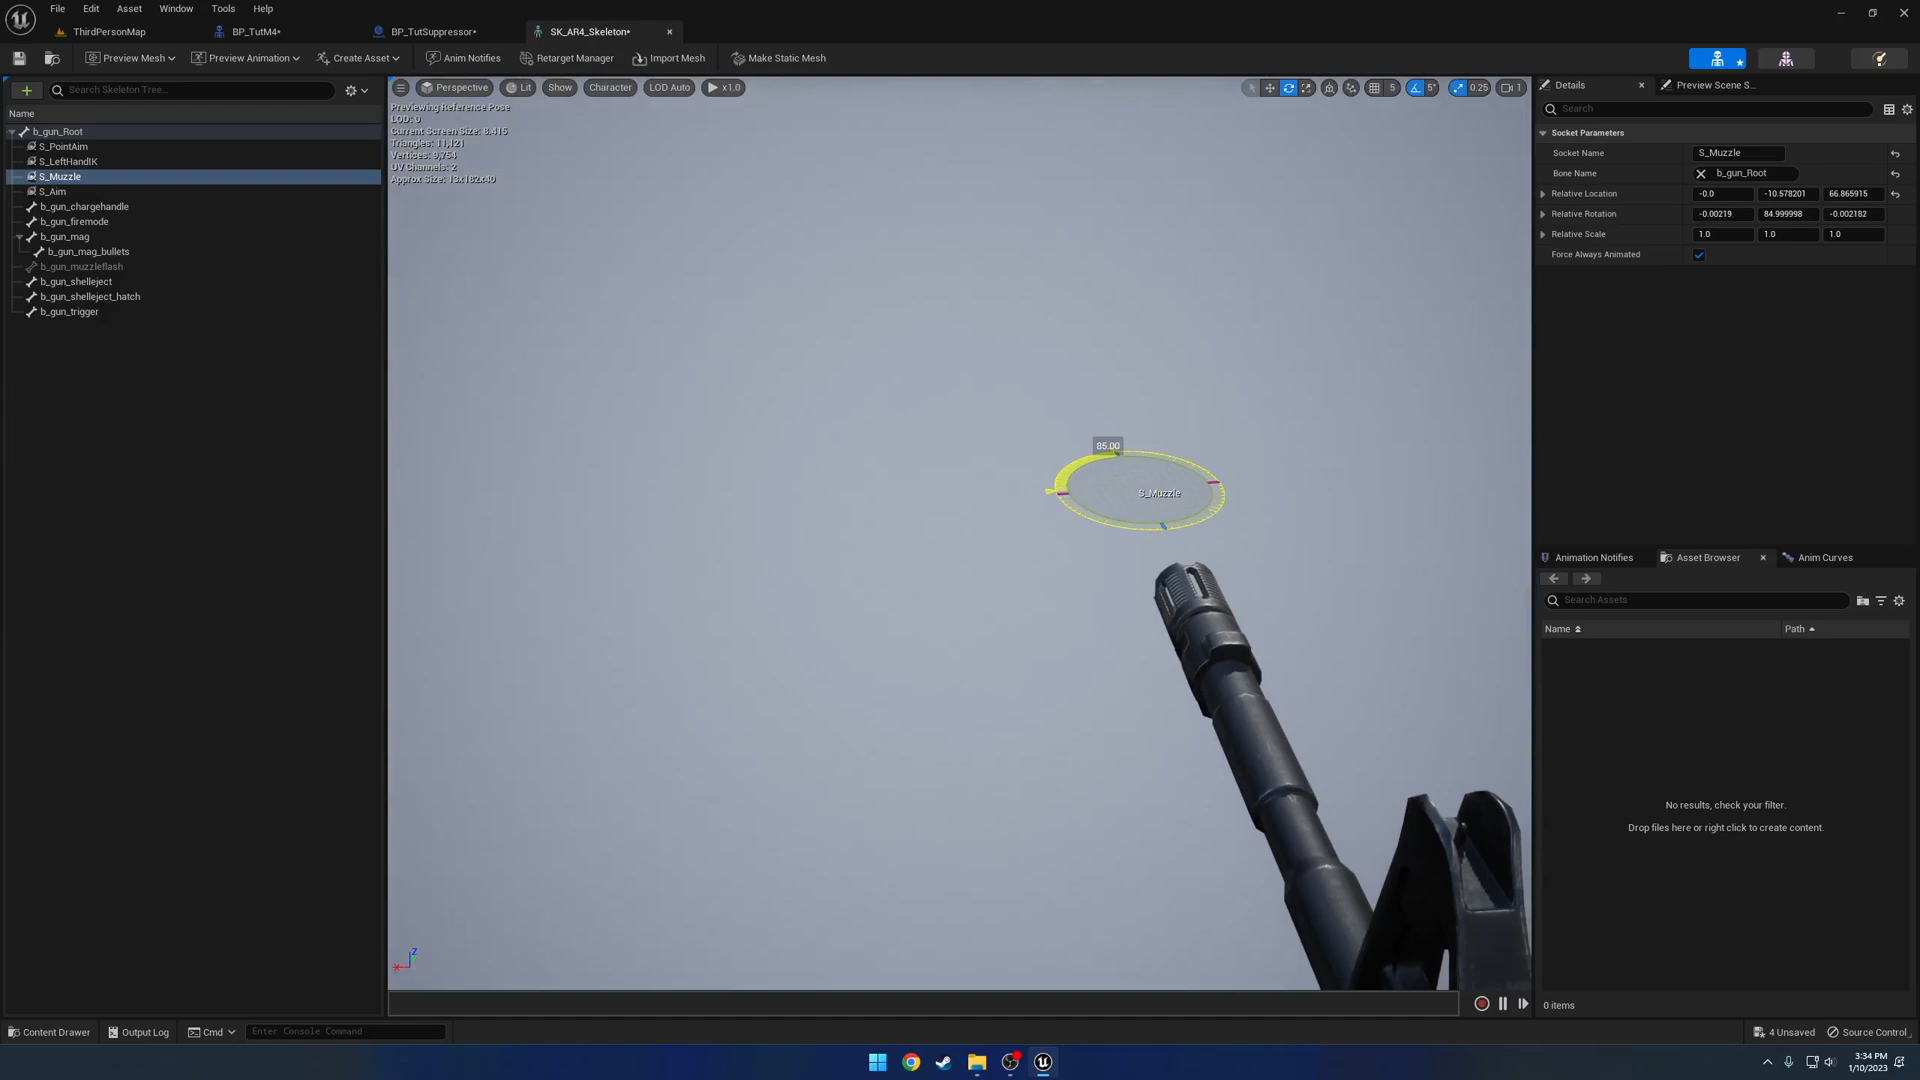 File Edit Asset Window Tools Help
ThirdPersonMap BP_TutM4* BP_TutSuppressor* SK_AR4_Skeleton*
Preview Mesh Preview Animation Create Asset Anim Notifies Retarget Manager Import Mesh Make Static Mesh
Search Skeleton Tree...
Name
b_gun_Root
S_PointAim
S_LeftHandIK
S_Muzzle
S_Aim
b_gun_chargehandle
b_gun_firemode
b_gun_mag
b_gun_mag_bullets
b_gun_muzzleflash
b_gun_shelleject
b_gun_shelleject_hatch
b_gun_trigger
Perspective Lit Show Character LOD Auto x1.0 5 5° 0.25 1
Previewing Reference Pose
LOD: 0
Current Screen Size: 8.415
Triangles: 11,121
Vertices: 9,754
UV Channels: 2
Approx Size: 13x182x40
85.00
S_Muzzle
Z
Details Preview Scene S...
Search
Socket Parameters
Socket Name S_Muzzle
Bone Name b_gun_Root
Relative Location -0.0 -10.578201 66.865915
Relative Rotation -0.00219 84.999998 -0.002182
Relative Scale 1.0 1.0 1.0
Force Always Animated
Animation Notifies Asset Browser Anim Curves
Search Assets
Name Path
No results, check your filter.
Drop files here or right click to create content.
0 items
Content Drawer Output Log Cmd Enter Console Command 4 Unsaved Source Control
3:34 PM
1/10/2023